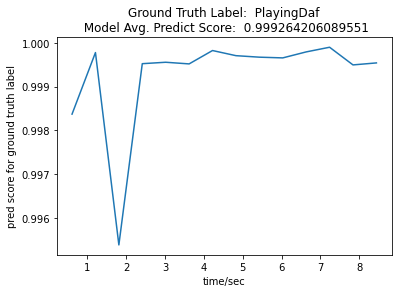 Ground Truth Label:  PlayingDaf
Model Avg. Predict Score:  0.999264206089551
pred score for ground truth label
1.000
0.999
0.998
0.997
0.996
1 2 3 4 5 6 7 8
time/sec